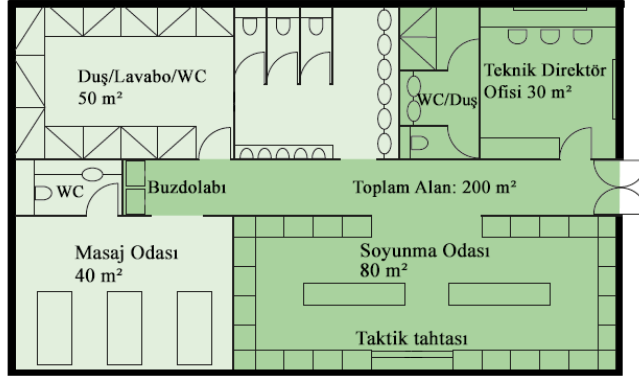 Duş/Lavabo/WC
50 m²
WC/Duş
Teknik Direktör
Ofisi 30 m²
WC
Buzdolabı
Toplam Alan: 200 m²
Masaj Odası
40 m²
Soyunma Odası
80 m²
Taktik tahtası